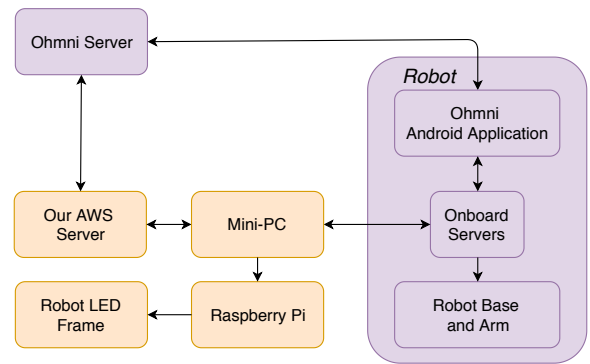 Ohmni Server
Robot
Ohmni
Android Application
Our AWS
Server
Mini-PC
Onboard
Servers
Robot LED
Frame
Raspberry Pi
Robot Base
and Arm